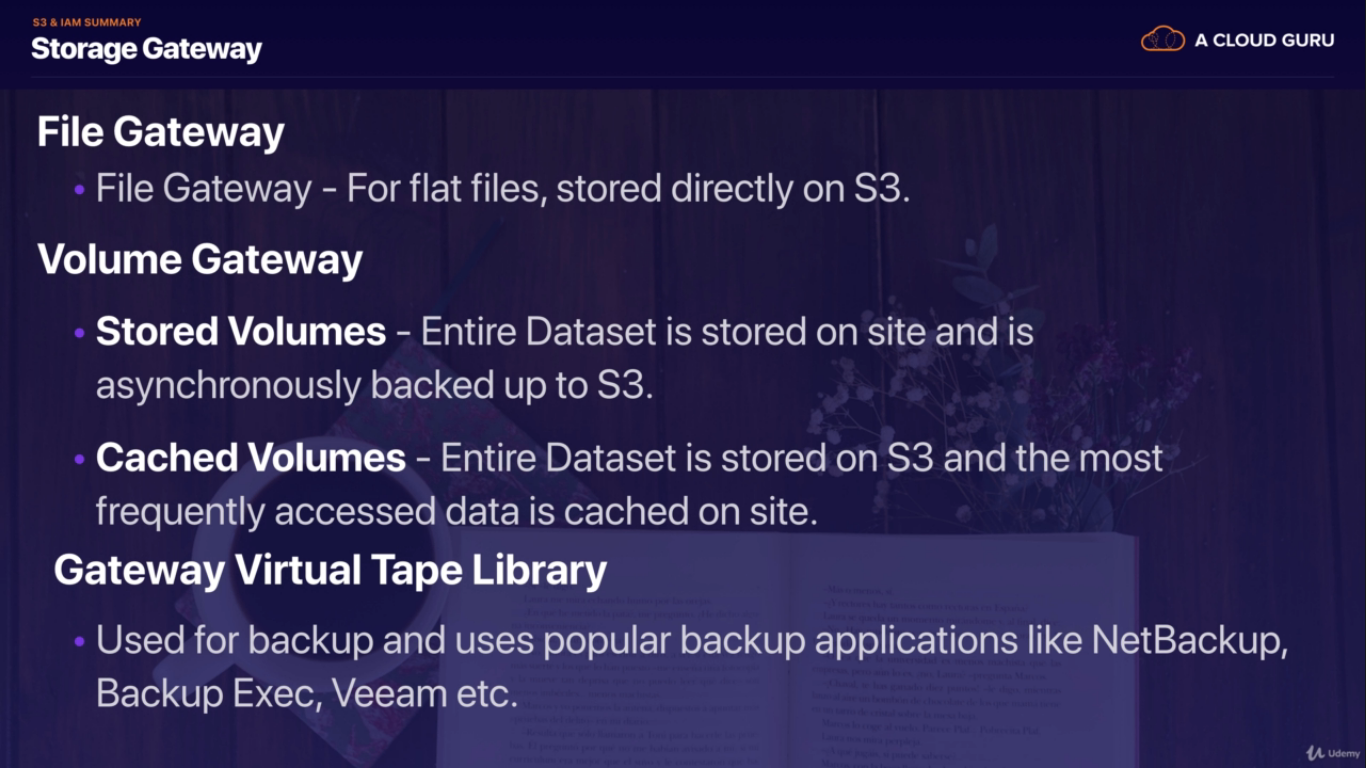 S3 & IAM SUMMARY
Storage Gateway
A CLOUD GURU
File Gateway
• File Gateway - For flat files, stored directly on S3.
Volume Gateway
• Stored Volumes - Entire Dataset is stored on site and is
asynchronously backed up to S3.
• Cached Volumes - Entire Dataset is stored on S3 and the most
frequently accessed data is cached on site.
Gateway Virtual Tape Library
• Used for backup and uses popular backup applications like NetBackup,
Backup Exec, Veeam etc.
Udemy